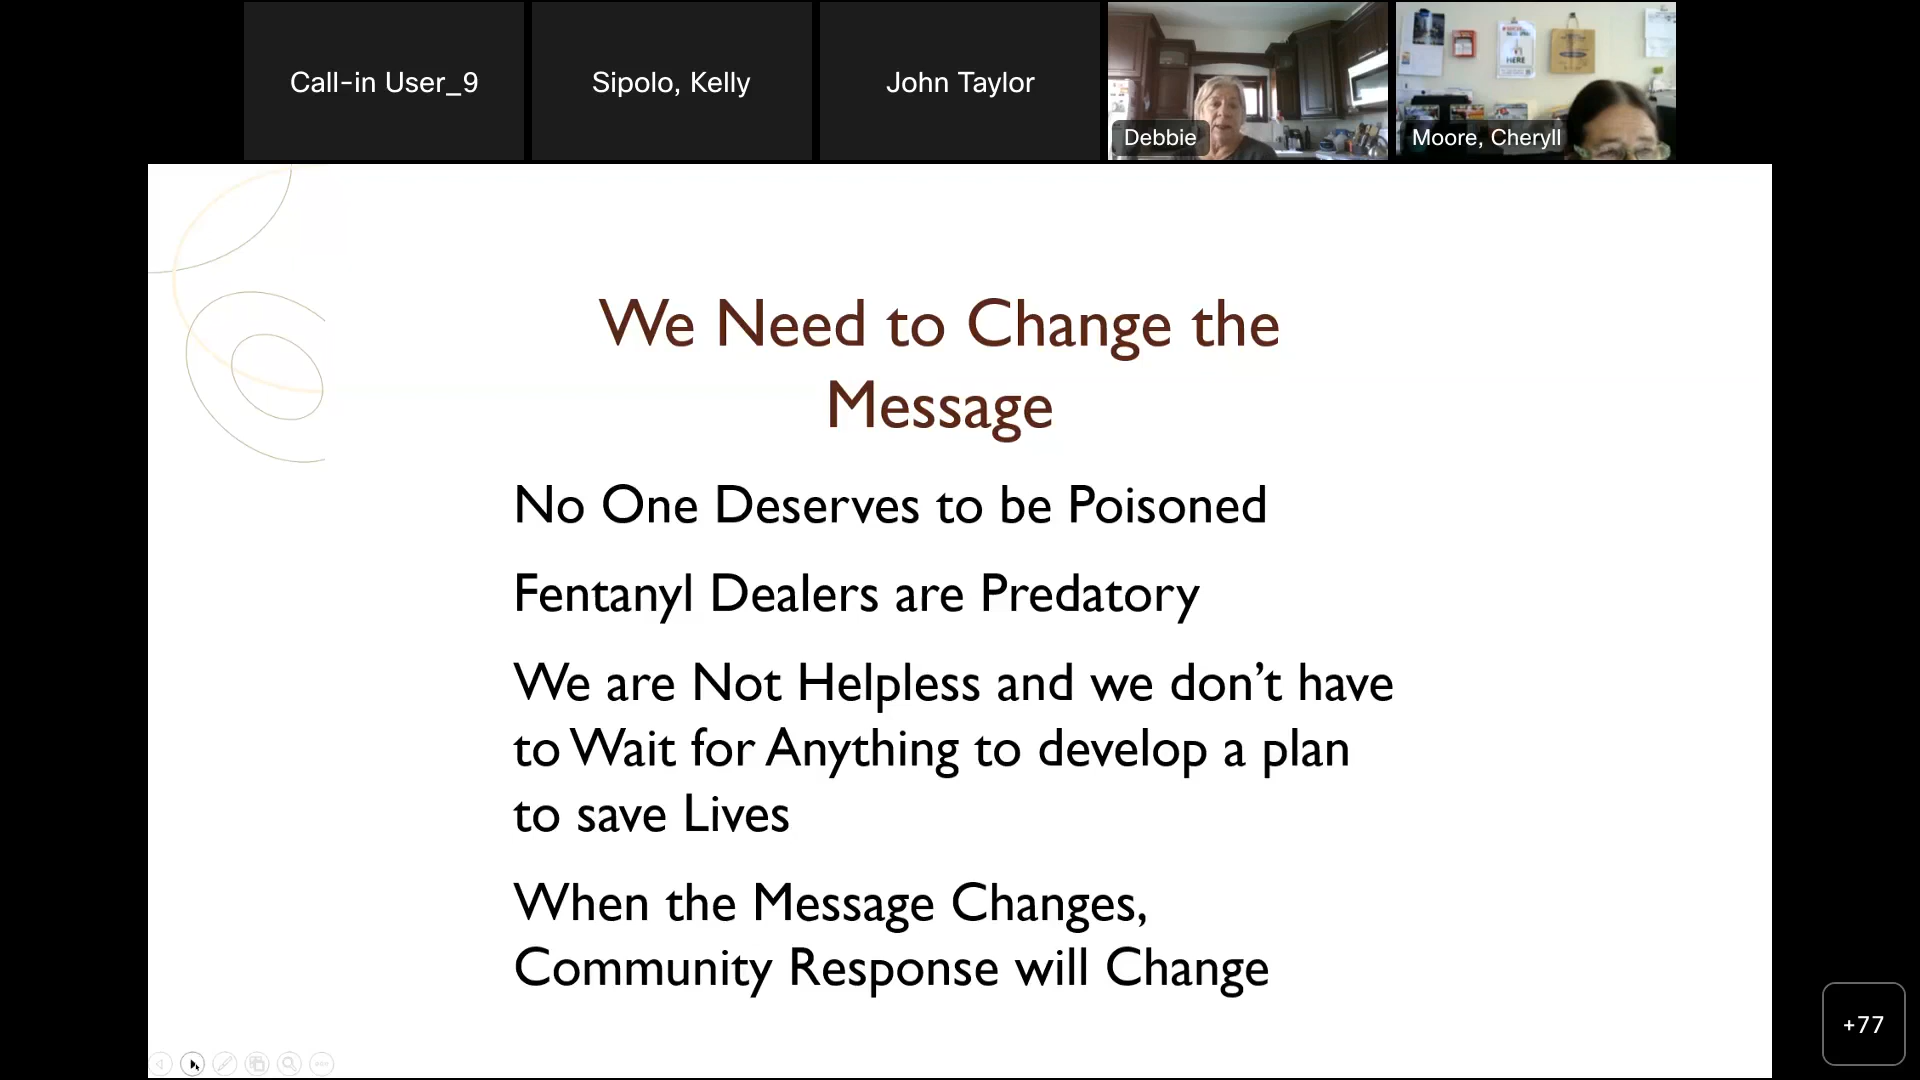 Call-in User_9
Sipolo, Kelly
John Taylor
Debbie
Moore, Cheryll
HERE
We Need to Change the
Message
No One Deserves to be Poisoned
Fentanyl Dealers are Predatory
We are Not Helpless and we don’t have
to Wait for Anything to develop a plan
to save Lives
When the Message Changes,
Community Response will Change
+77